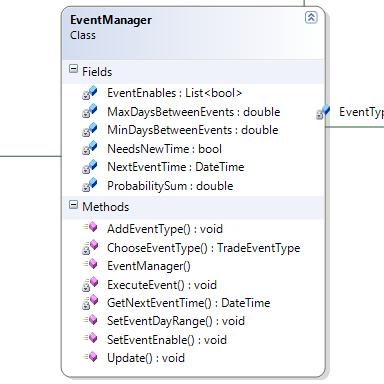 EventManager
Class
Fields
EventEnables : List<bool>
MaxDaysBetweenEvents : double
EventTyp
MinDaysBetweenEvents : double
NeedsNewTime : bool
NextEventTime : DateTime
ProbabilitySum : double
Methods
AddEventType() : void
ChooseEventType() : TradeEventType
EventManager()
ExecuteEvent() : void
GetNextEventTime() : DateTime
SetEventDayRange() : void
SetEventEnable() : void
Update() : void